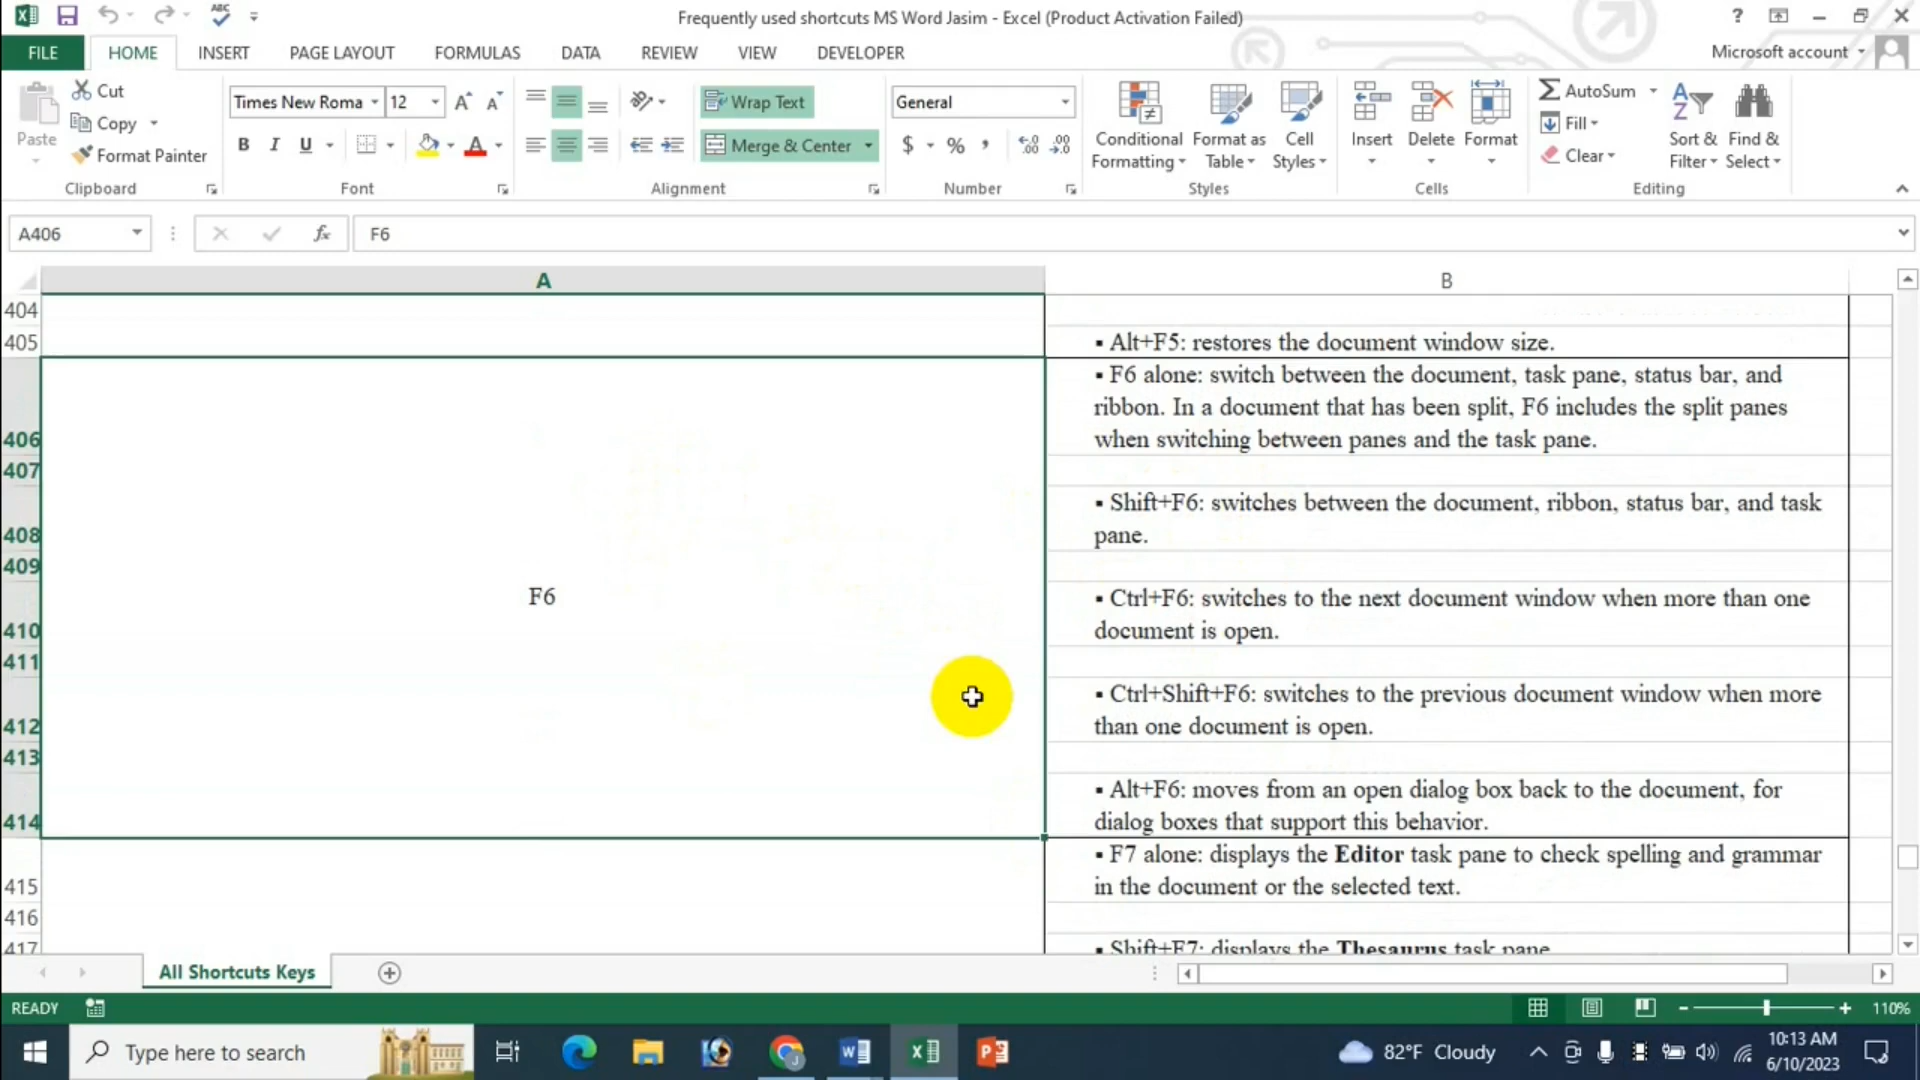 Frequently used shortcuts MS Word Jasim - Excel (Product Activation Failed)
FILE HOME INSERT PAGE LAYOUT FORMULAS DATA REVIEW VIEW DEVELOPER Microsoft account
Paste Cut Copy Format Painter Clipboard
Times New Roma 12 B I U A Font
Wrap Text Merge & Center Alignment
General $ % , Number
Conditional Formatting Format as Table Cell Styles Styles
Insert Delete Format Cells
AutoSum Fill Clear Sort & Filter Find & Select Editing
A406 fx F6
A B
404
405 ▪ Alt+F5: restores the document window size.
▪ F6 alone: switch between the document, task pane, status bar, and
ribbon. In a document that has been split, F6 includes the split panes
406 when switching between panes and the task pane.
407
▪ Shift+F6: switches between the document, ribbon, status bar, and task
408 pane.
409
F6 ▪ Ctrl+F6: switches to the next document window when more than one
410 document is open.
411
▪ Ctrl+Shift+F6: switches to the previous document window when more
412 than one document is open.
413
▪ Alt+F6: moves from an open dialog box back to the document, for
414 dialog boxes that support this behavior.
▪ F7 alone: displays the Editor task pane to check spelling and grammar
415 in the document or the selected text.
416
417 ▪ Shift+F7: displays the Thesaurus task pane
All Shortcuts Keys
READY 110%
Type here to search 82°F Cloudy 10:13 AM
6/10/2023